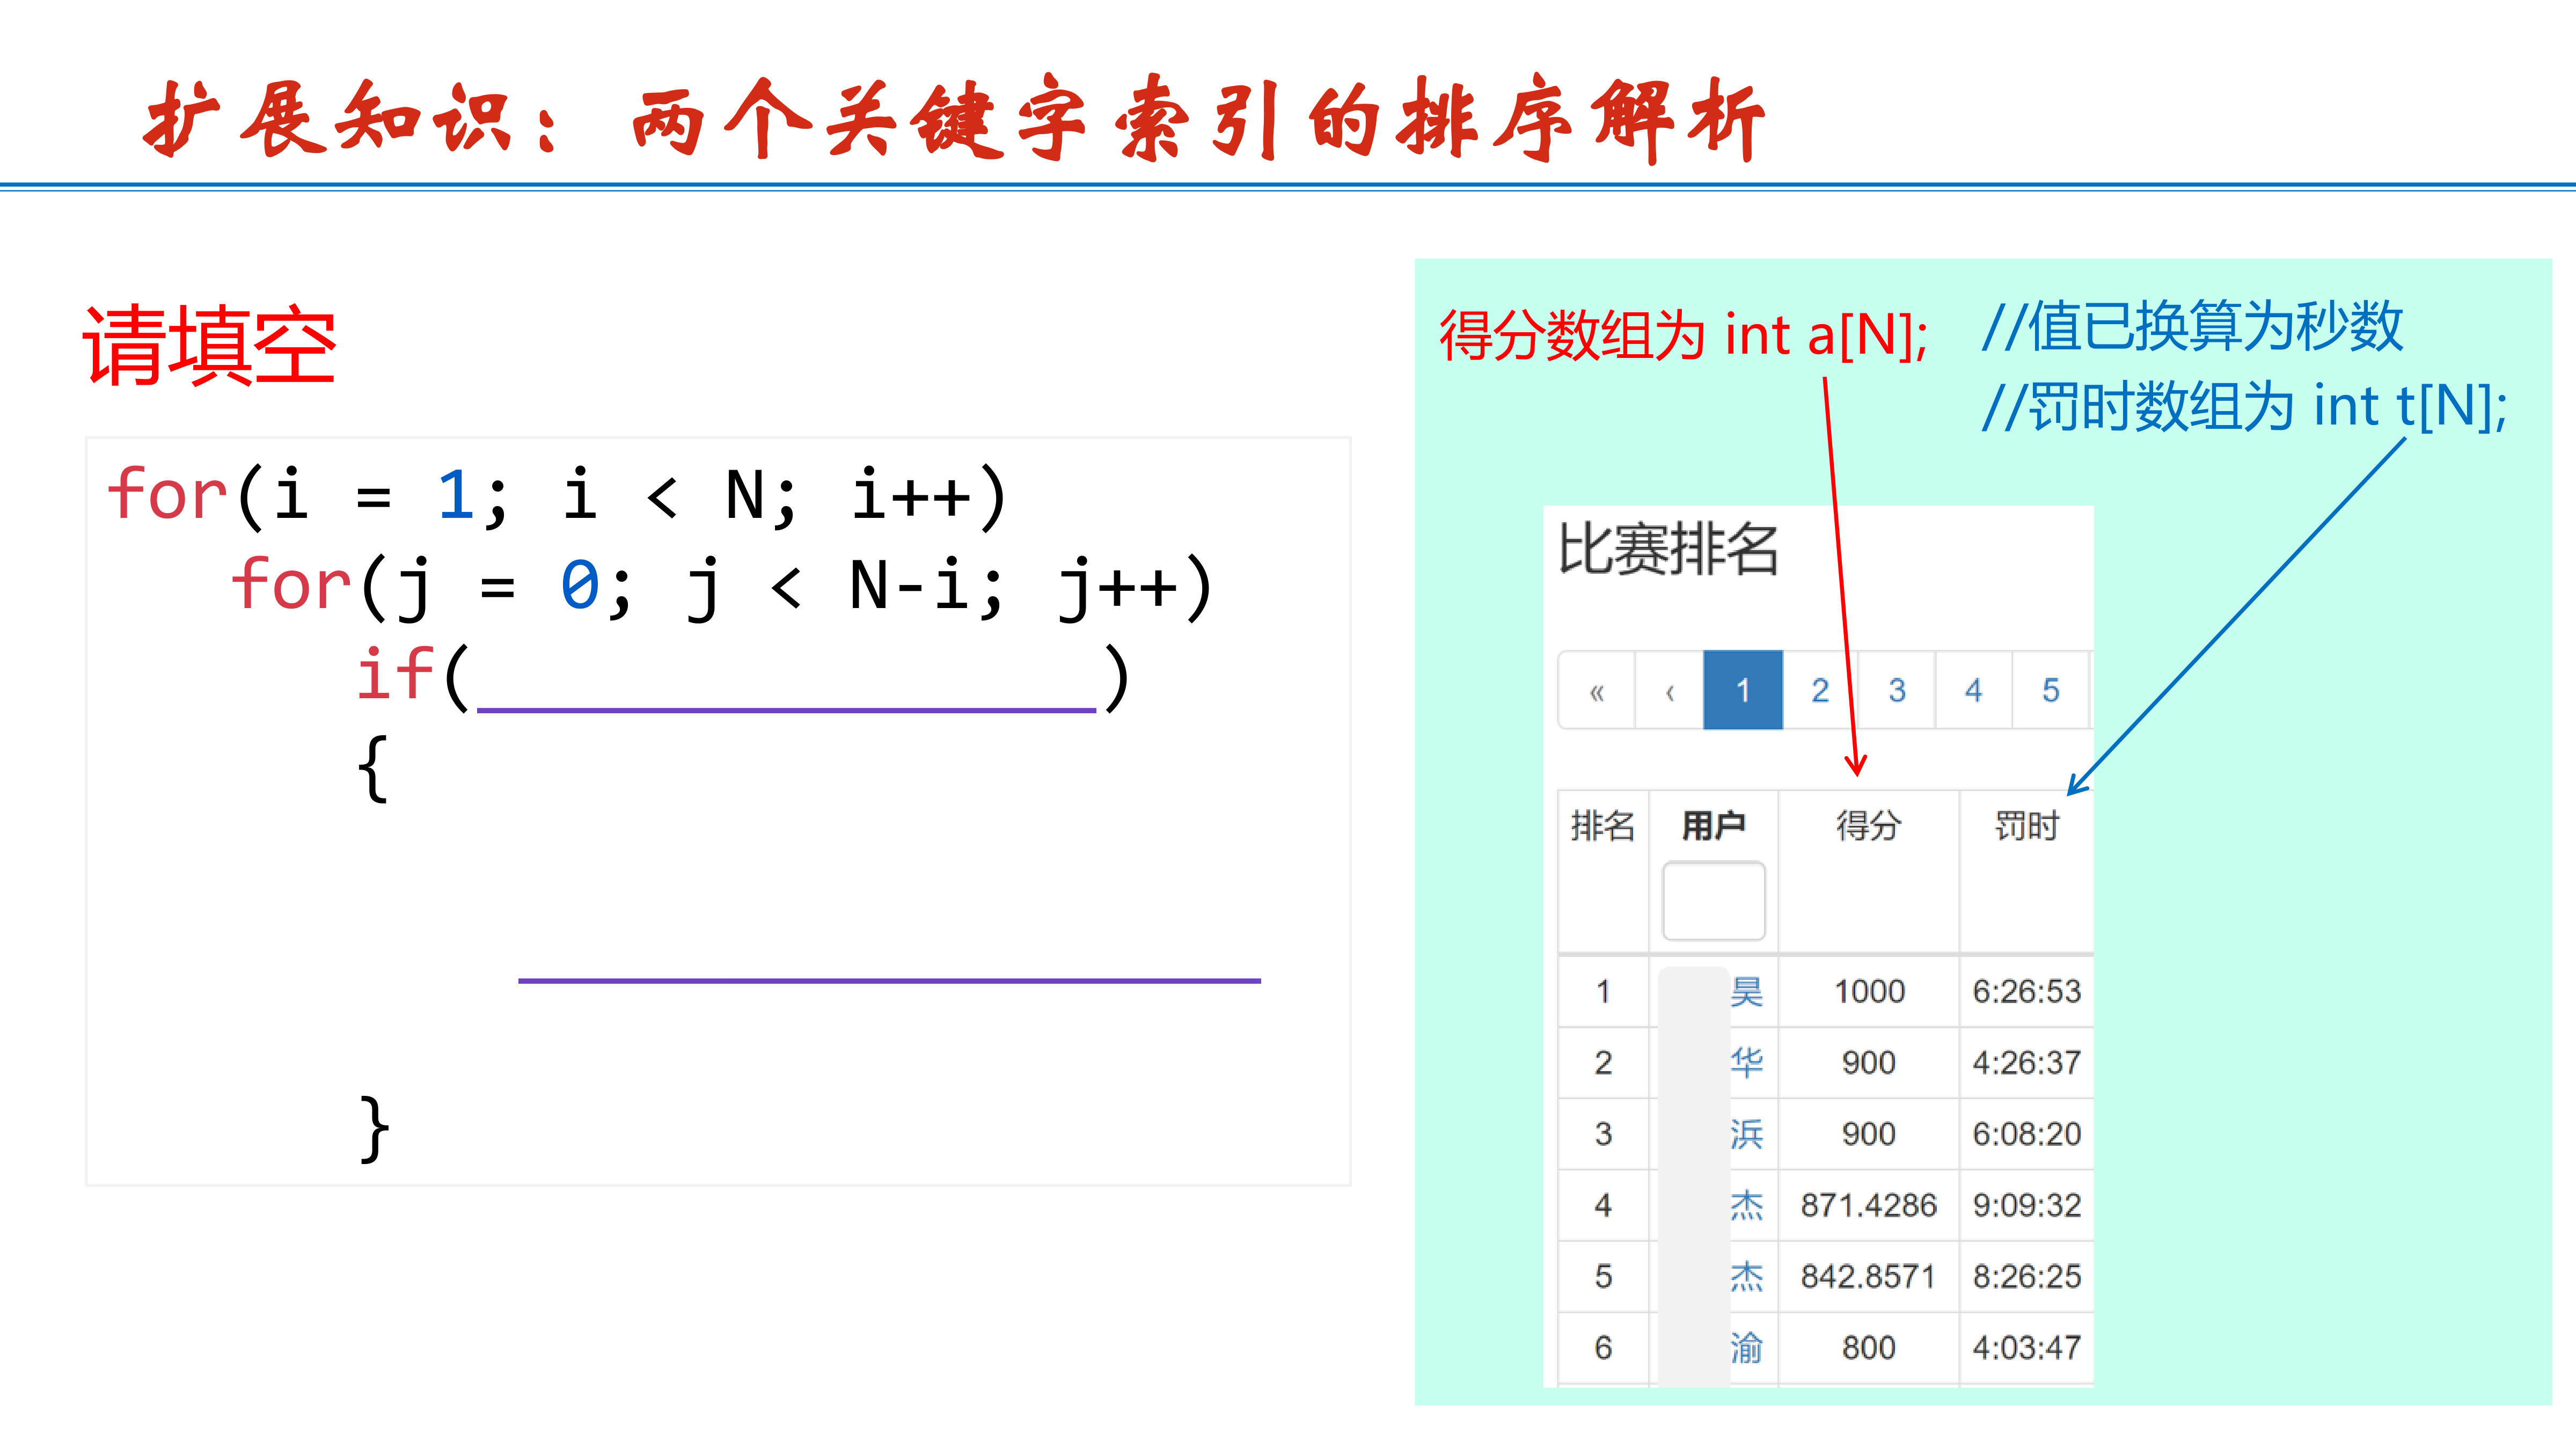 扩展知识：两个关键字索引的排序解析
请填空
for(i = 1; i < N; i++)
for(j = 0; j < N-i; j++)
if(
)
{
}
得分数组为 int a[N];
//值已换算为秒数
//罚时数组为 int t[N];
比赛排名
« ‹ 1 2 3 4 5
排名 用户 得分 罚时
1 昊 1000 6:26:53
2 华 900 4:26:37
3 浜 900 6:08:20
4 杰 871.4286 9:09:32
5 杰 842.8571 8:26:25
6 渝 800 4:03:47